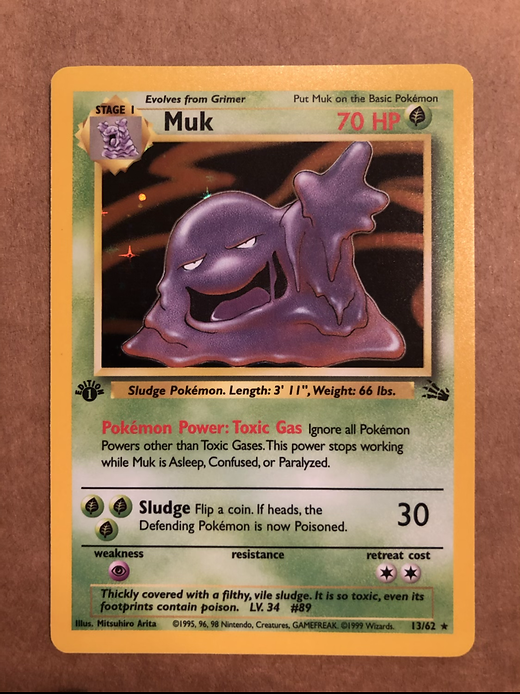 Evolves from Grimer
Put Muk on the Basic Pokémon
STAGE 1
Muk
70 HP
EDITION
1
Sludge Pokémon. Length: 3' 11", Weight: 66 lbs.
Pokémon Power: Toxic Gas Ignore all Pokémon
Powers other than Toxic Gases. This power stops working
while Muk is Asleep, Confused, or Paralyzed.
Sludge Flip a coin. If heads, the
Defending Pokémon is now Poisoned.
30
weakness
resistance
retreat cost
Thickly covered with a filthy, vile sludge. It is so toxic, even its
footprints contain poison. LV. 34 #89
Illus. Mitsuhiro Arita
©1995, 96, 98 Nintendo, Creatures, GAMEFREAK. ©1999 Wizards.
13/62 ★